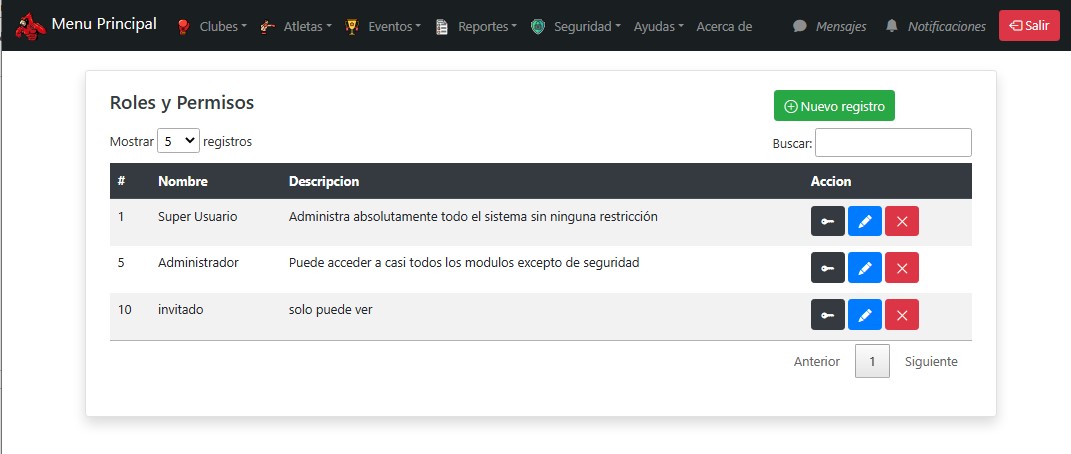 Menu Principal Clubes Atletas Eventos Reportes Seguridad Ayudas Acerca de Mensajes Notificaciones Salir
Roles y Permisos Nuevo registro
Mostrar 5 registros Buscar:
# Nombre Descripcion Accion
1 Super Usuario Administra absolutamente todo el sistema sin ninguna restricción
5 Administrador Puede acceder a casi todos los modulos excepto de seguridad
10 invitado solo puede ver
Anterior 1 Siguiente